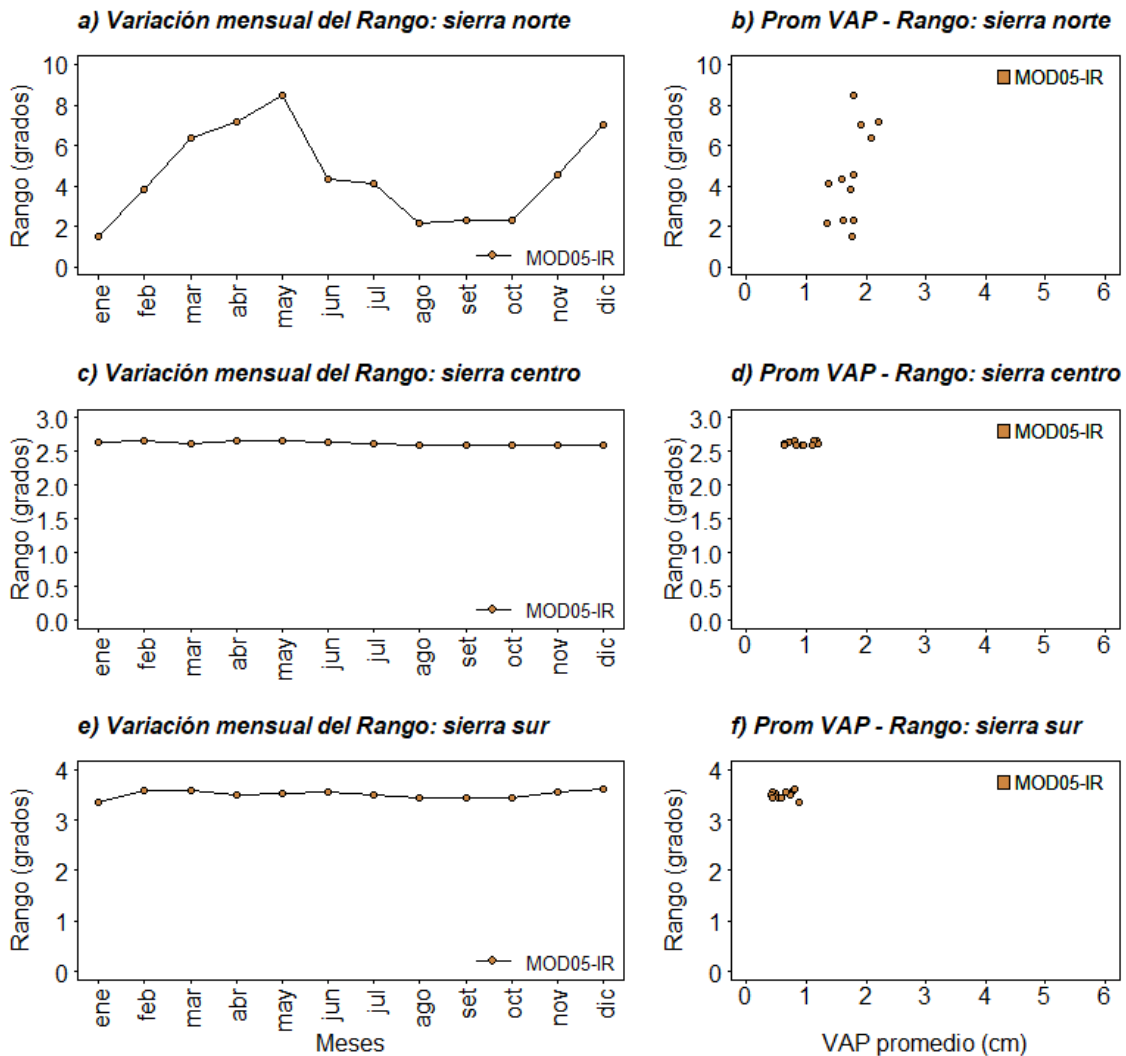 a) Variación mensual del Rango: sierra norte
Rango (grados)
10
8
6
4
2
0
MOD05-IR
ene
feb
mar
abr
may
jun
jul
ago
set
oct
nov
dic
b) Prom VAP - Rango: sierra norte
Rango (grados)
10
8
6
4
2
0
MOD05-IR
0
1
2
3
4
5
6
c) Variación mensual del Rango: sierra centro
Rango (grados)
3.0
2.5
2.0
1.5
1.0
0.5
0.0
MOD05-IR
ene
feb
mar
abr
may
jun
jul
ago
set
oct
nov
dic
d) Prom VAP - Rango: sierra centro
Rango (grados)
3.0
2.5
2.0
1.5
1.0
0.5
0.0
MOD05-IR
0
1
2
3
4
5
6
e) Variación mensual del Rango: sierra sur
Rango (grados)
4
3
2
1
0
MOD05-IR
ene
feb
mar
abr
may
jun
jul
ago
set
oct
nov
dic
Meses
f) Prom VAP - Rango: sierra sur
Rango (grados)
4
3
2
1
0
MOD05-IR
0
1
2
3
4
5
6
VAP promedio (cm)